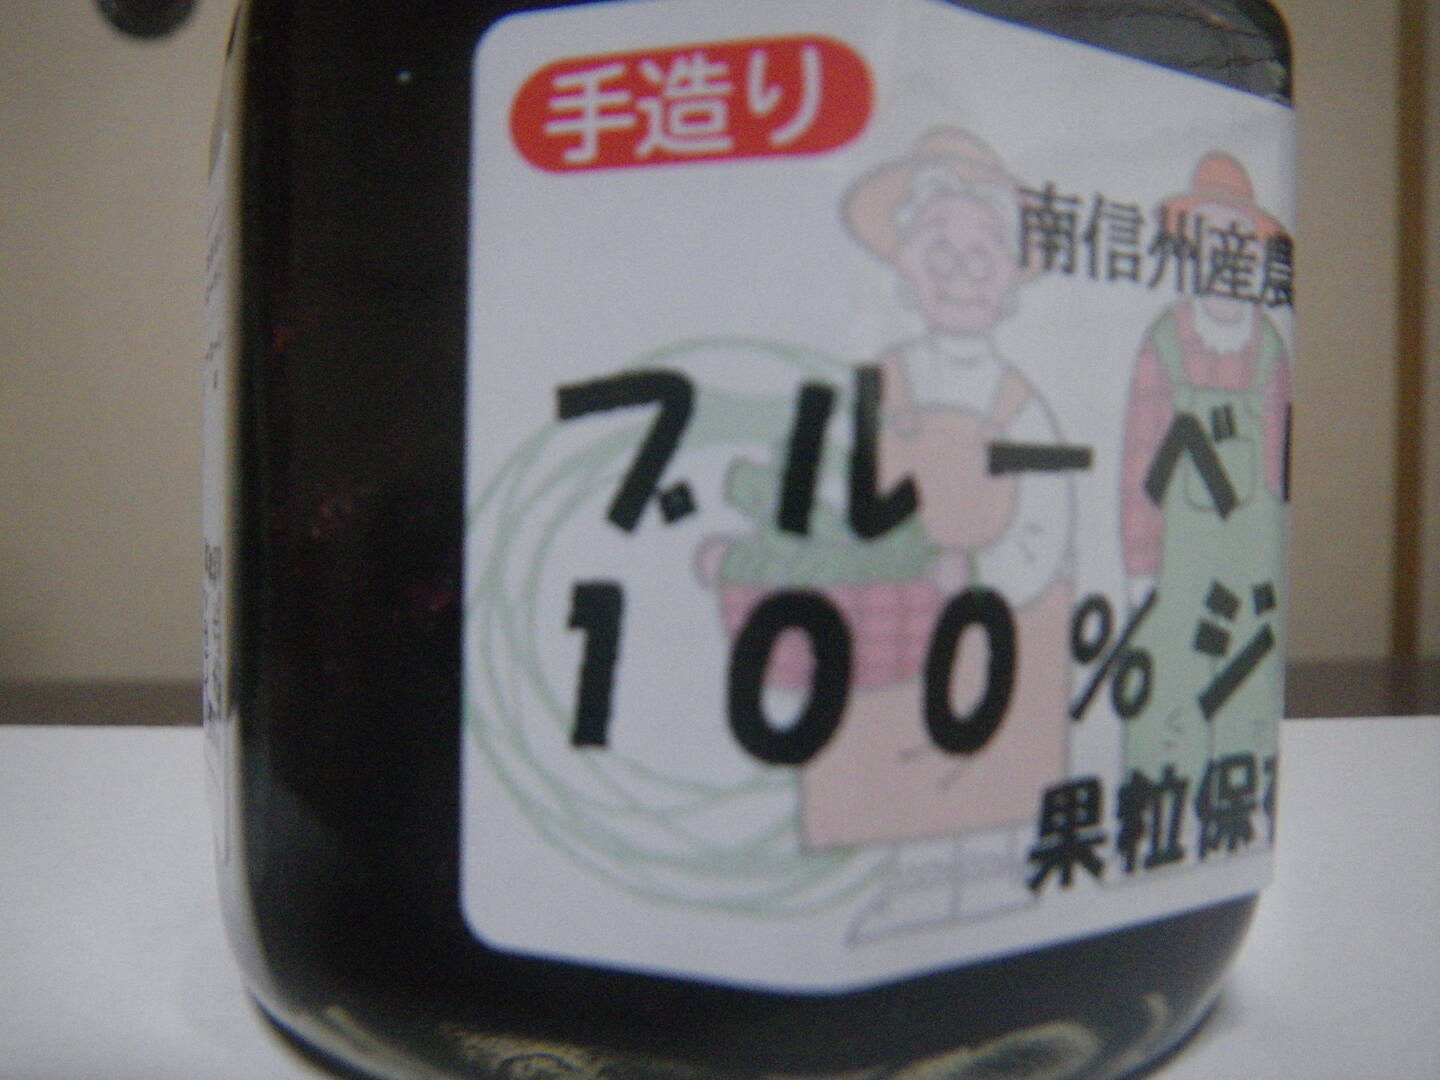 手造り
南信州産農
ブルーベ
100%ジ
果粒保